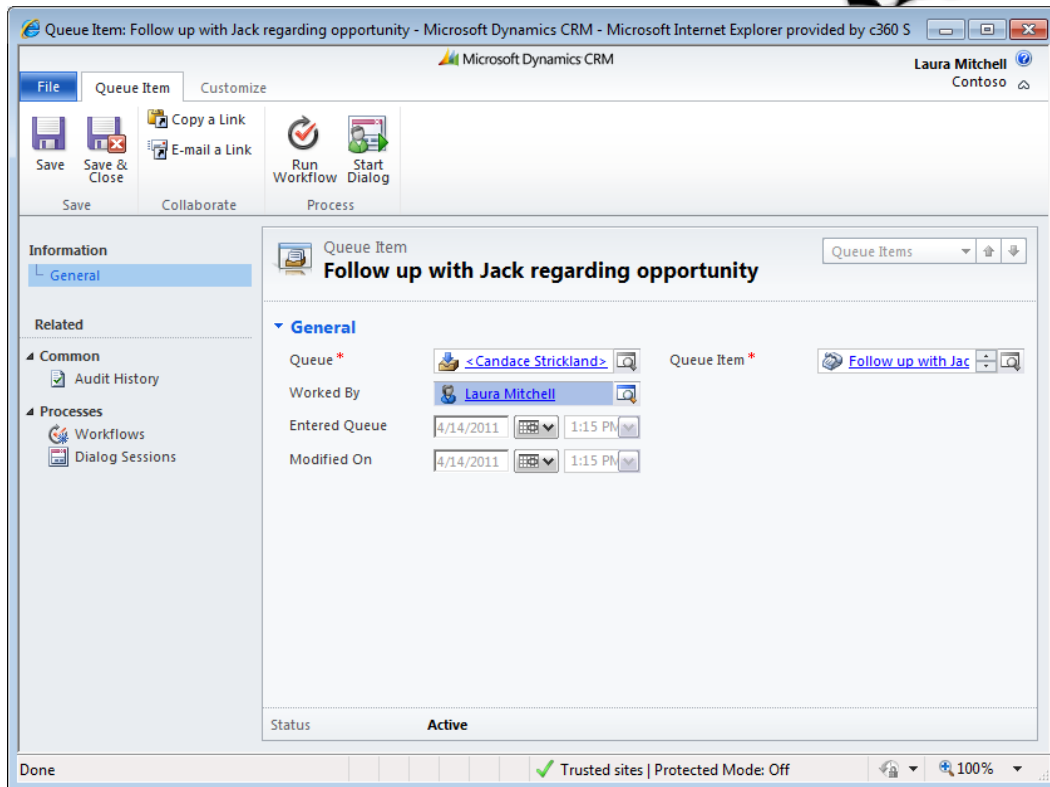 Queue Item: Follow up with Jack regarding opportunity - Microsoft Dynamics CRM - Microsoft Internet Explorer provided by c360 S
Microsoft Dynamics CRM
Laura Mitchell
Contoso
File
Queue Item
Customize
Save
Save &
Close
Copy a Link
E-mail a Link
Run
Workflow
Start
Dialog
Save
Collaborate
Process
Information
General
Related
Common
Audit History
Processes
Workflows
Dialog Sessions
Queue Item
Follow up with Jack regarding opportunity
Queue Items
General
Queue *
<Candace Strickland>
Queue Item *
Follow up with Jac
Worked By
Laura Mitchell
Entered Queue
4/14/2011
1:15 PM
Modified On
4/14/2011
1:15 PM
Status
Active
Done
Trusted sites | Protected Mode: Off
100%